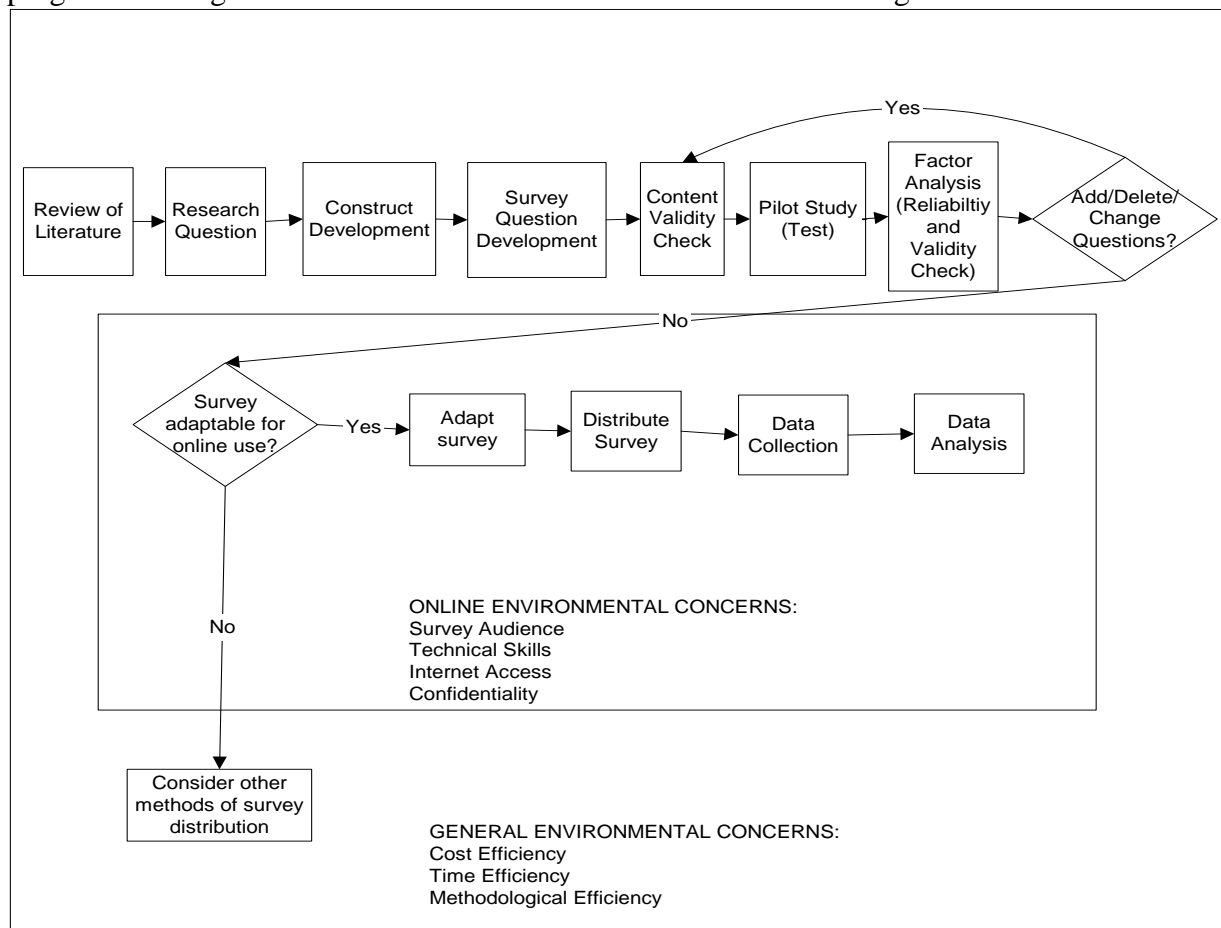 Yes
Review of
Literature
Research
Question
Construct
Development
Survey
Question
Development
Content
Validity
Check
Pilot Study
(Test)
Factor
Analysis
(Reliabiltiy
and
Validity
Check)
Add/Delete/
Change
Questions?
No
Survey
adaptable for
online use?
Yes
Adapt
survey
Distribute
Survey
Data
Collection
Data
Analysis
No
ONLINE ENVIRONMENTAL CONCERNS:
Survey Audience
Technical Skills
Internet Access
Confidentiality
Consider other
methods of survey
distribution
GENERAL ENVIRONMENTAL CONCERNS:
Cost Efficiency
Time Efficiency
Methodological Efficiency